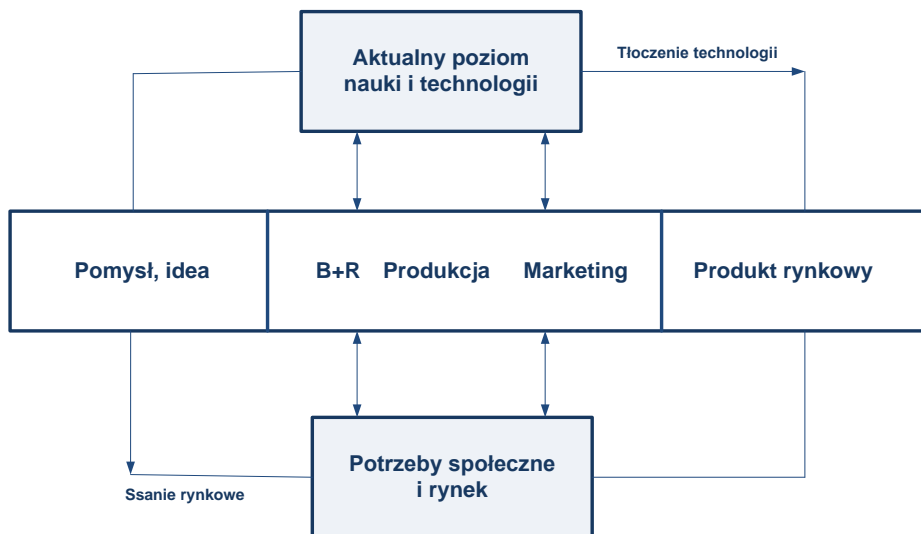 Aktualny poziom
nauki i technologii
Tłoczenie technologii
Pomysł, idea
B+R Produkcja Marketing
Produkt rynkowy
Potrzeby społeczne
i rynek
Ssanie rynkowe